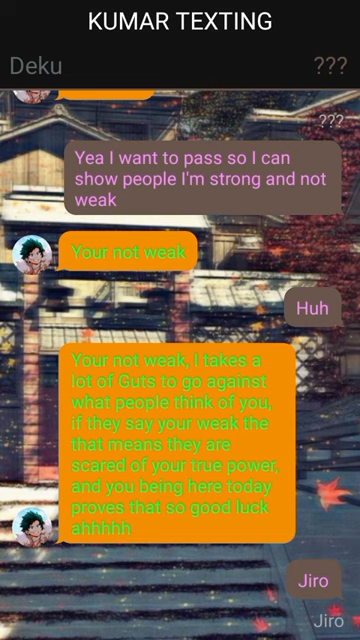 KUMAR TEXTING
Deku
???
???
Yea I want to pass so I can
show people I'm strong and not
weak
Your not weak
Huh
Your not weak, I takes a
lot of Guts to go against
what people think of you,
if they say your weak the
that means they are
scared of your true power,
and you being here today
proves that so good luck
ahhhhh
Jiro
Jiro